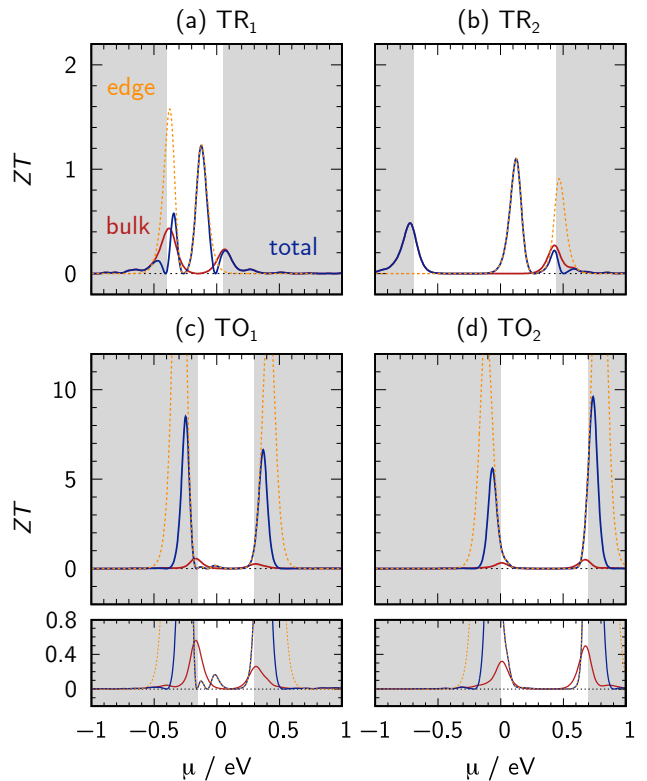 (a) TR₁ (b) TR₂
2
edge
1
bulk
total
0
ZT
(c) TO₁ (d) TO₂
10
5
0
ZT
0.8
0.4
0
−1 −0.5 0 0.5 1 −0.5 0 0.5 1
μ / eV μ / eV